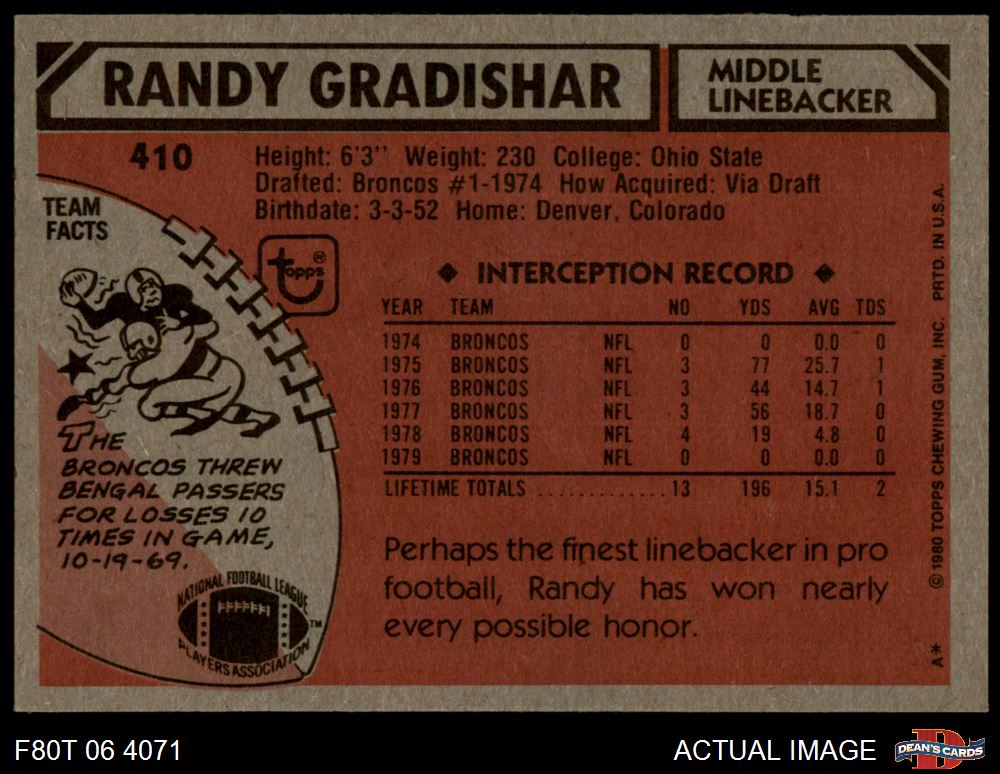 RANDY GRADISHAR
MIDDLE
LINEBACKER
410
Height: 6'3" Weight: 230 College: Ohio State
Drafted: Broncos #1-1974 How Acquired: Via Draft
Birthdate: 3-3-52 Home: Denver, Colorado
TEAM
FACTS
topps®
THE
BRONCOS THREW
BENGAL PASSERS
FOR LOSSES 10
TIMES IN GAME,
10-19-69.
NATIONAL FOOTBALL LEAGUE
PLAYERS ASSOCIATION
TM
◆ INTERCEPTION RECORD ◆
YEAR TEAM NO YDS AVG TDS
1974 BRONCOS NFL 0 0 0.0 0
1975 BRONCOS NFL 3 77 25.7 1
1976 BRONCOS NFL 3 44 14.7 1
1977 BRONCOS NFL 3 56 18.7 0
1978 BRONCOS NFL 4 19 4.8 0
1979 BRONCOS NFL 0 0 0.0 0
LIFETIME TOTALS ............. 13 196 15.1 2
Perhaps the finest linebacker in pro
football, Randy has won nearly
every possible honor.
A* © 1980 TOPPS CHEWING GUM, INC. PRTD. IN U.S.A.
F80T 06 4071
ACTUAL IMAGE
D
DEAN'S CARDS